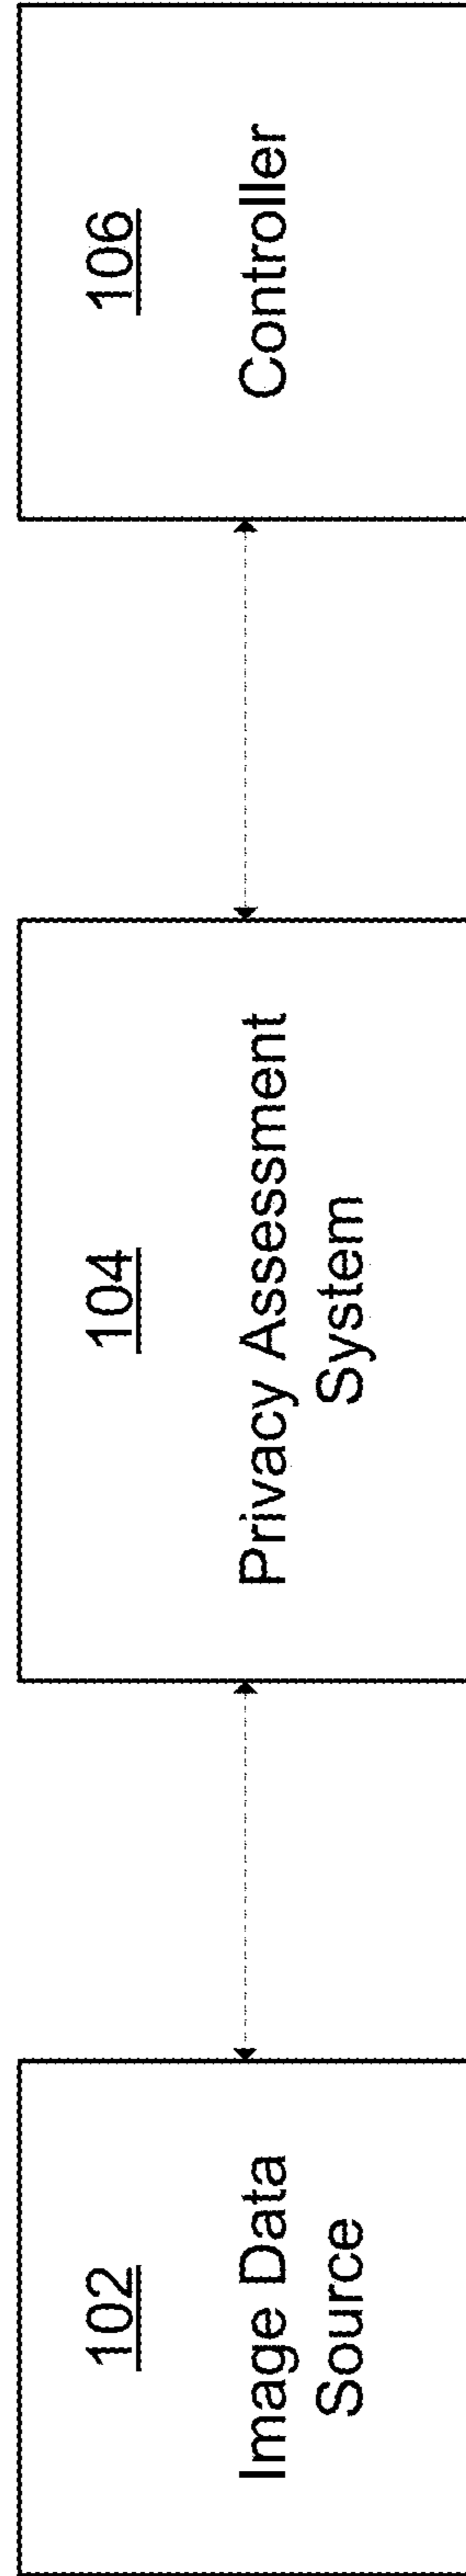 102
Image Data
Source
104
Privacy Assessment
System
106
Controller